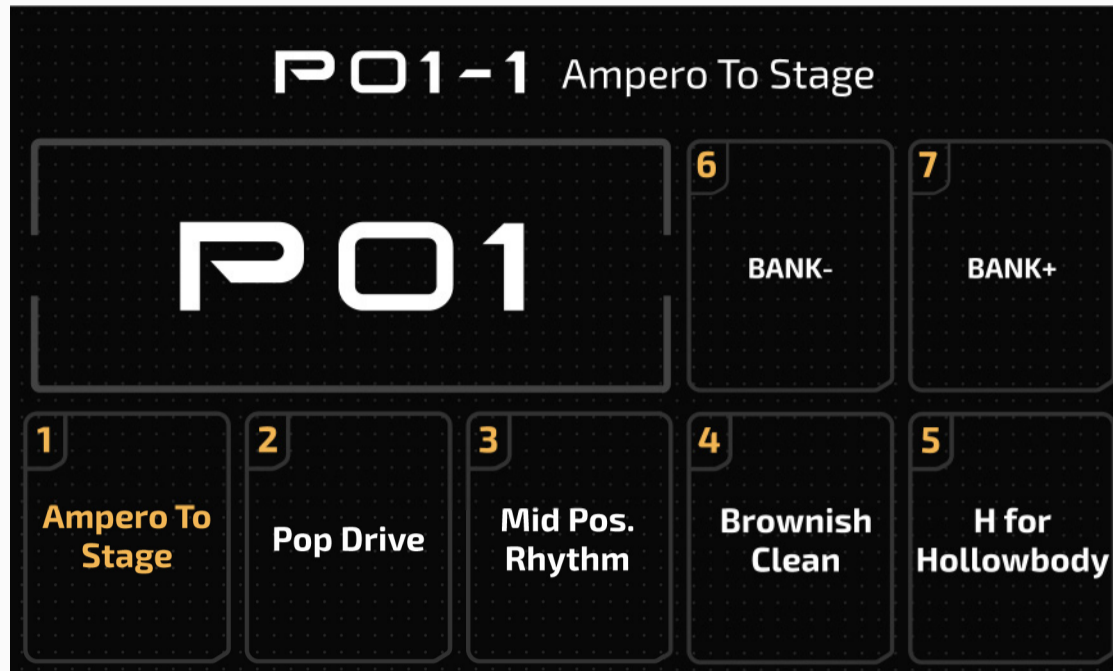 P01-1 Ampero To Stage
P01
6
BANK-
7
BANK+
1
Ampero To
Stage
2
Pop Drive
3
Mid Pos.
Rhythm
4
Brownish
Clean
5
H for
Hollowbody